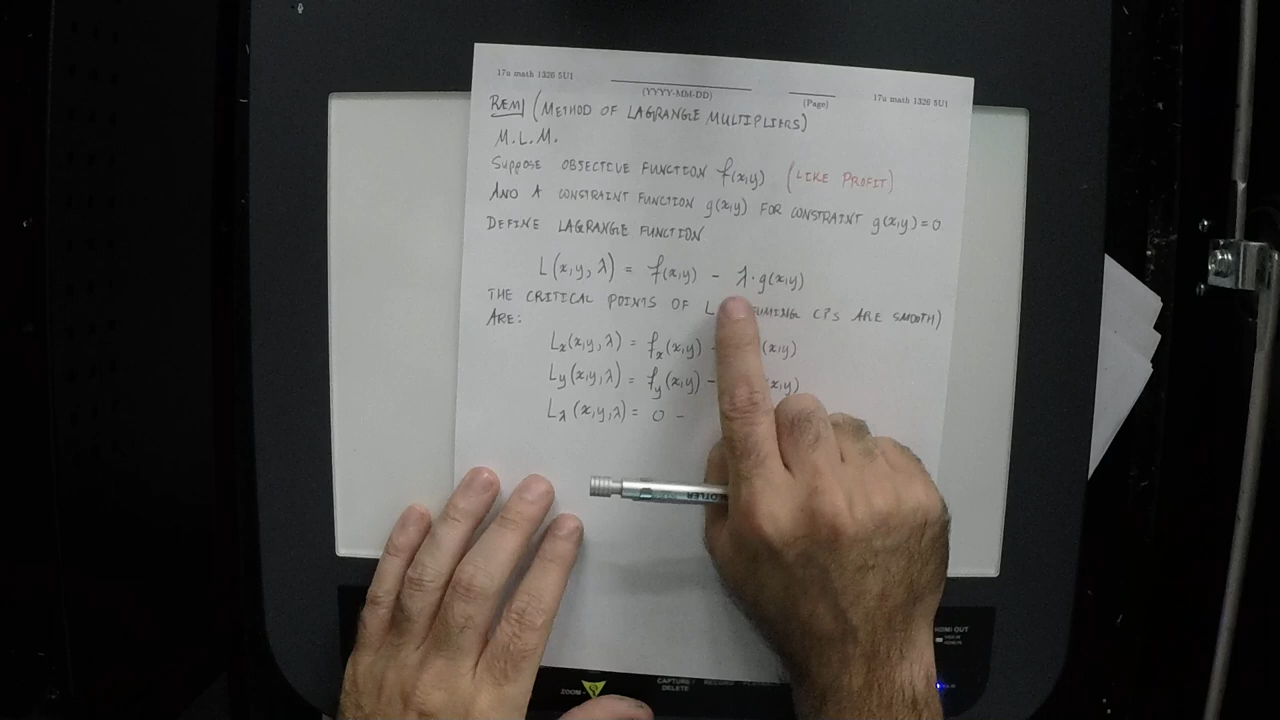 17u math 1326 5U1
(YYYY-MM-DD)
(Page)
17u math 1326 5U1
REM (METHOD OF LAGRANGE MULTIPLIERS)
M.L.M.
SUPPOSE OBJECTIVE FUNCTION f(x,y) (LIKE PROFIT)
AND A CONSTRAINT FUNCTION g(x,y) FOR CONSTRAINT g(x,y)=0
DEFINE LAGRANGE FUNCTION
L(x,y,λ) = f(x,y) - λ·g(x,y)
THE CRITICAL POINTS OF L CPS ARE SMOOTH)
ARE:
Lx(x,y,λ) = fx(x,y) - (x,y)
Ly(x,y,λ) = fy(x,y) - (x,y)
Lλ(x,y,λ) = 0 -
HDMI OUT
ZOOM
CAPTURE / DELETE
RECORD